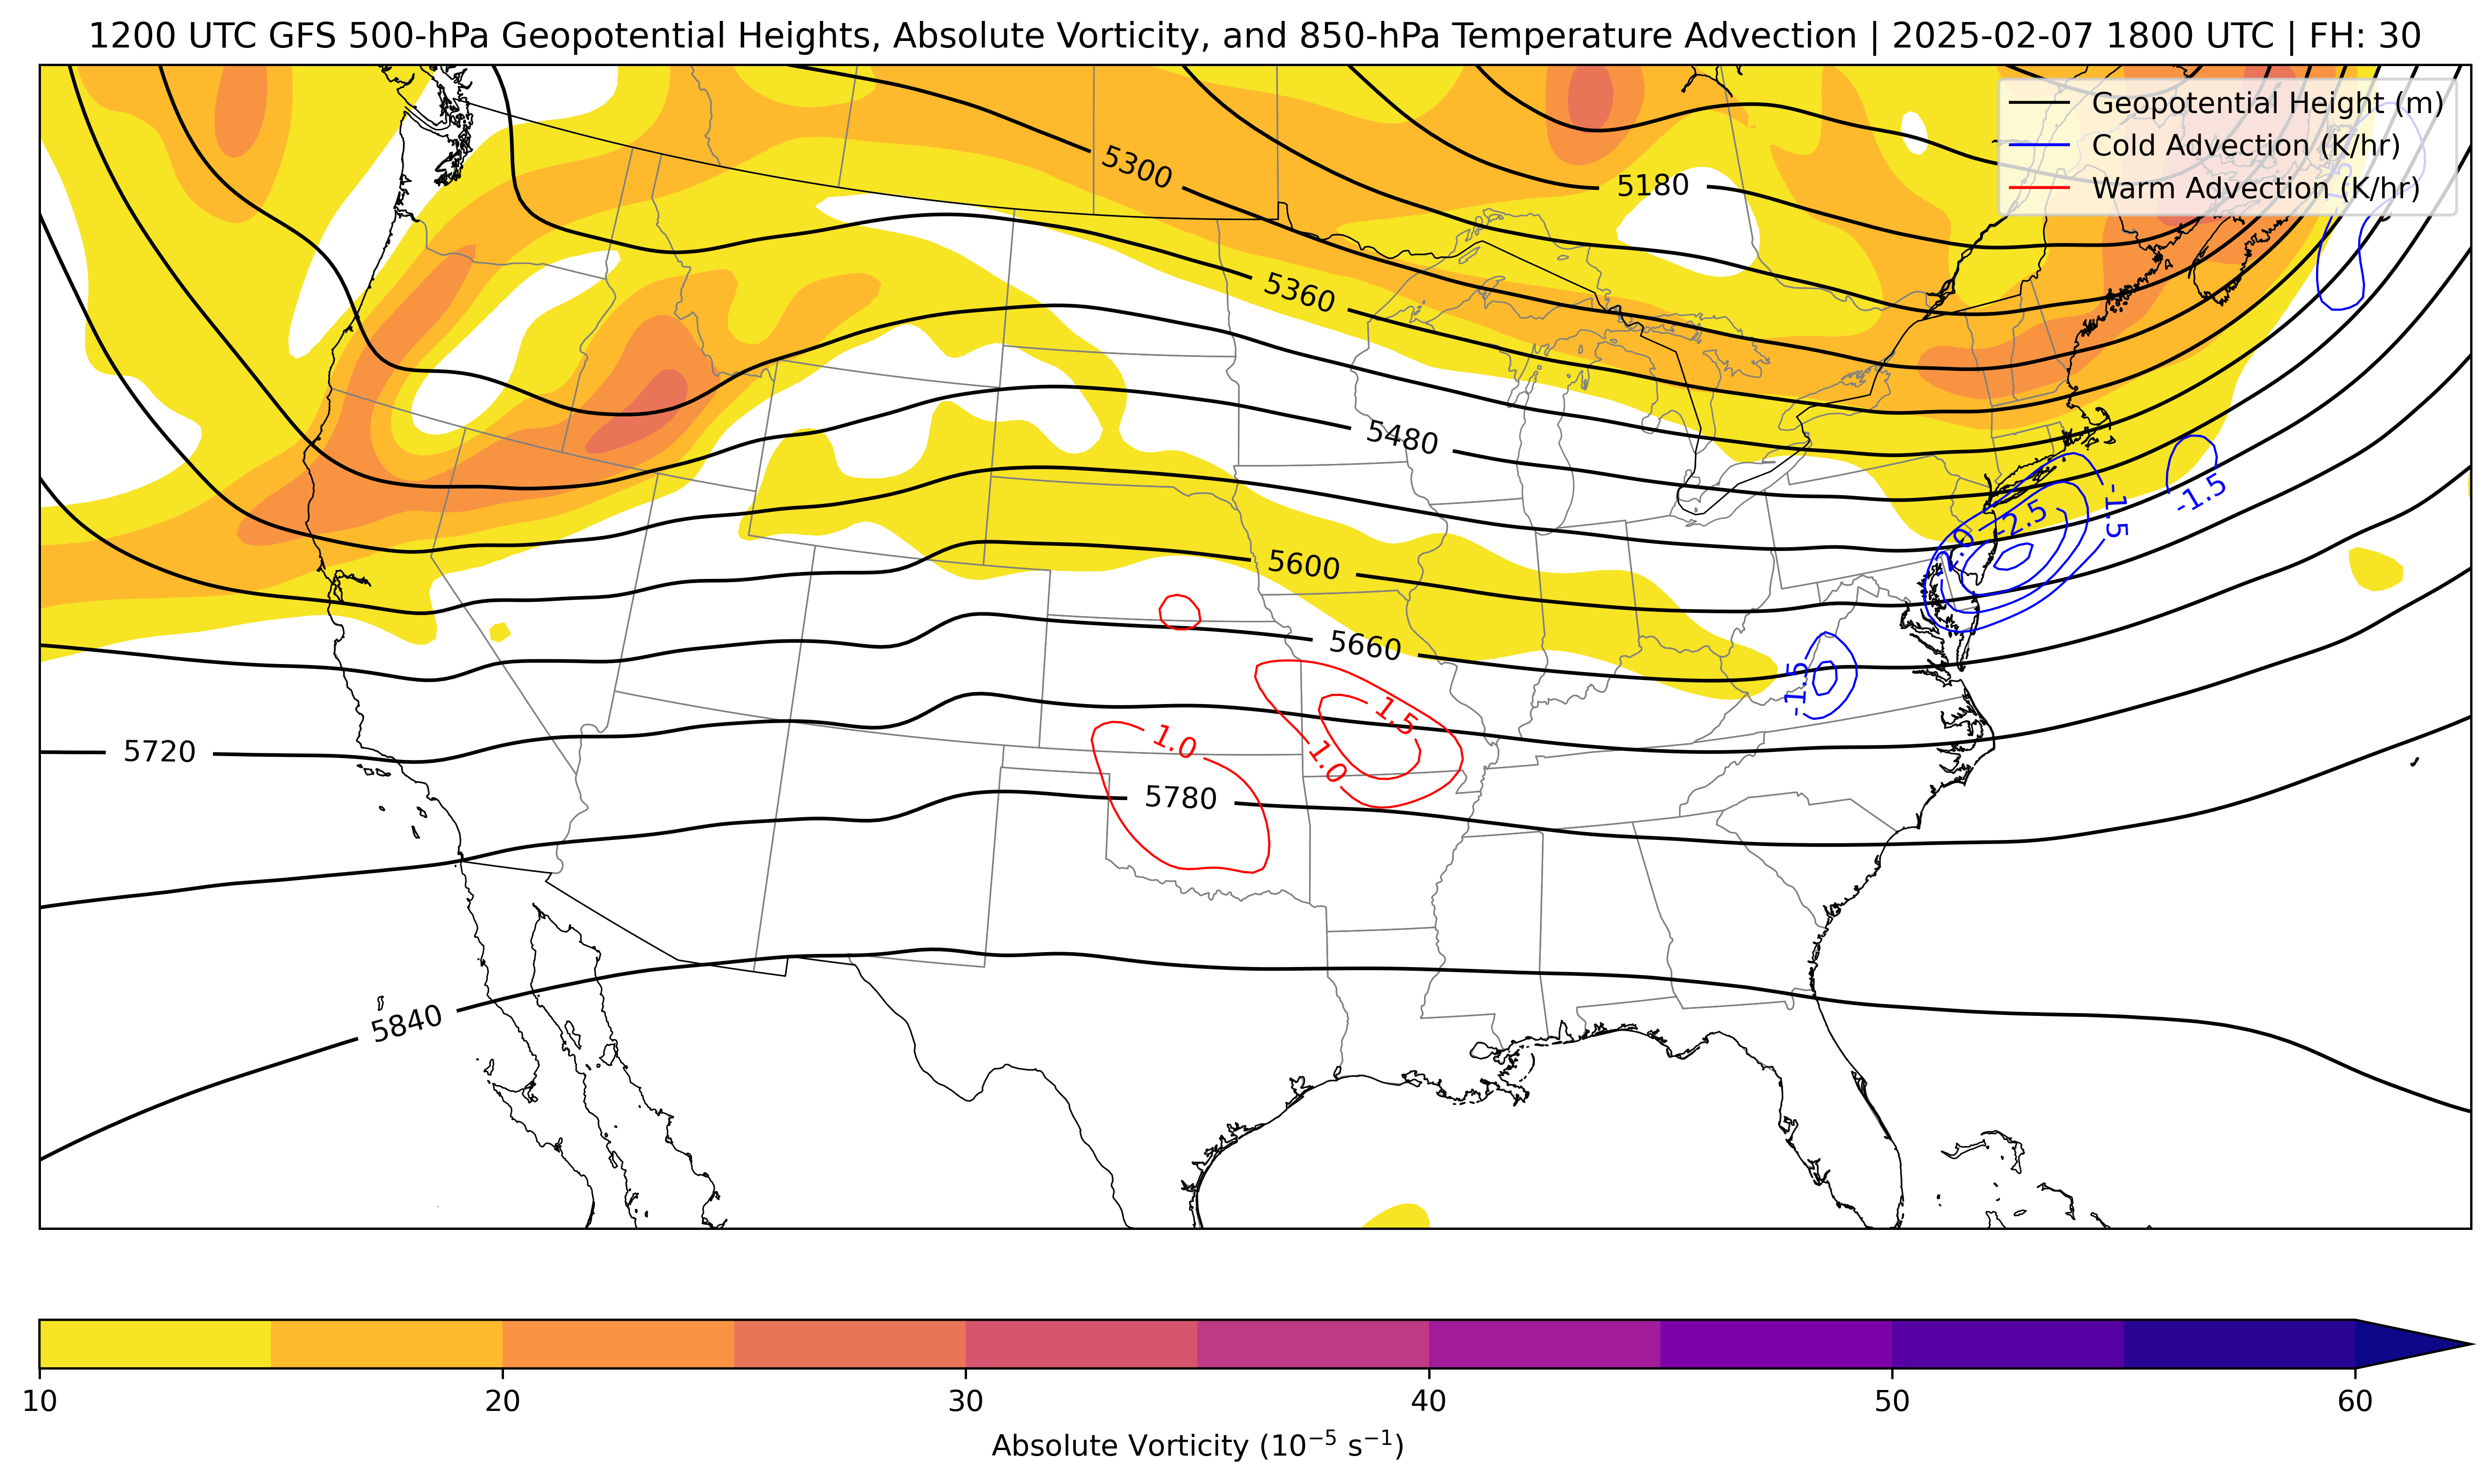 1200 UTC GFS 500-hPa Geopotential Heights, Absolute Vorticity, and 850-hPa Temperature Advection | 2025-02-07 1800 UTC | FH: 30
Geopotential Height (m)
Cold Advection (K/hr)
Warm Advection (K/hr)
5300
5180
5360
5480
-1.5
-1.5
-2.5
-2.0
5600
5660
-1.5
1.5
1.0
1.0
5720
5780
5840
10 20 30 40 50 60
Absolute Vorticity (10⁻⁵ s⁻¹)